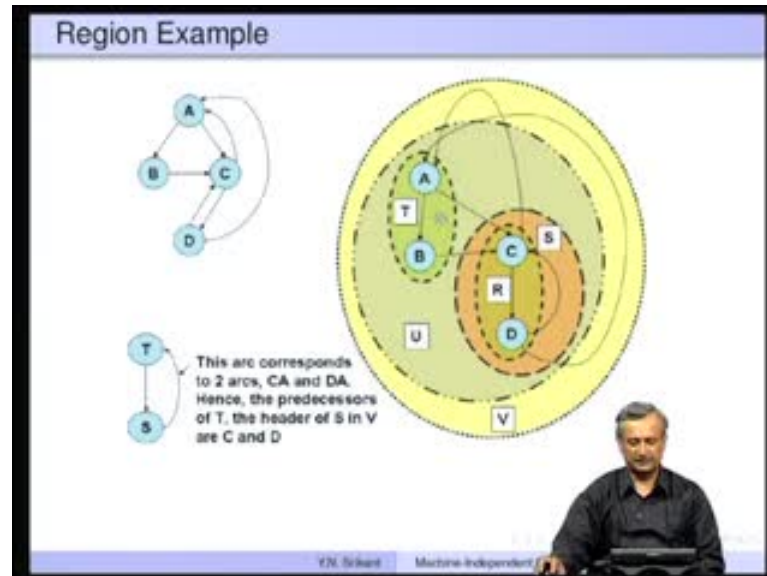 Region Example
A
B
C
D
T
S
This arc corresponds
to 2 arcs, CA and DA.
Hence, the predecessors
of T, the header of S in V
are C and D
A
T
B
C
S
R
D
U
V
Y.N. Srikant
Machine-Independent